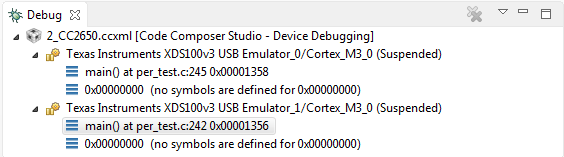 Debug
2_CC2650.ccxml [Code Composer Studio - Device Debugging]
Texas Instruments XDS100v3 USB Emulator_0/Cortex_M3_0 (Suspended)
main() at per_test.c:245 0x00001358
0x00000000 (no symbols are defined for 0x00000000)
Texas Instruments XDS100v3 USB Emulator_1/Cortex_M3_0 (Suspended)
main() at per_test.c:242 0x00001356
0x00000000 (no symbols are defined for 0x00000000)